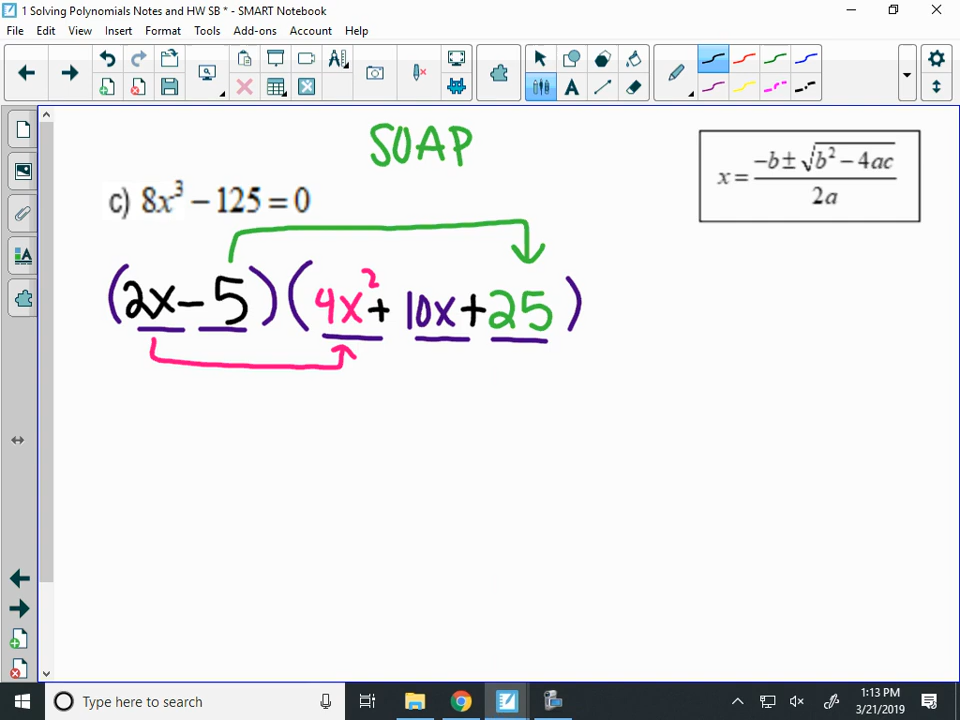 1 Solving Polynomials Notes and HW SB * - SMART Notebook
File Edit View Insert Format Tools Add-ons Account Help
SOAP
c) 8x³ − 125 = 0
x = (−b ± √(b² − 4ac)) / 2a
(2x − 5)(4x² + 10x + 25)
Type here to search
1:13 PM
3/21/2019